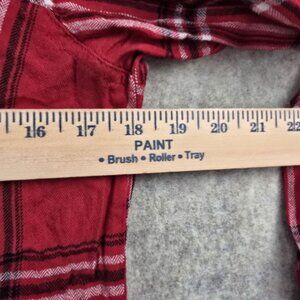 16 17 18 19 20 21 22
PAINT
• Brush • Roller • Tray